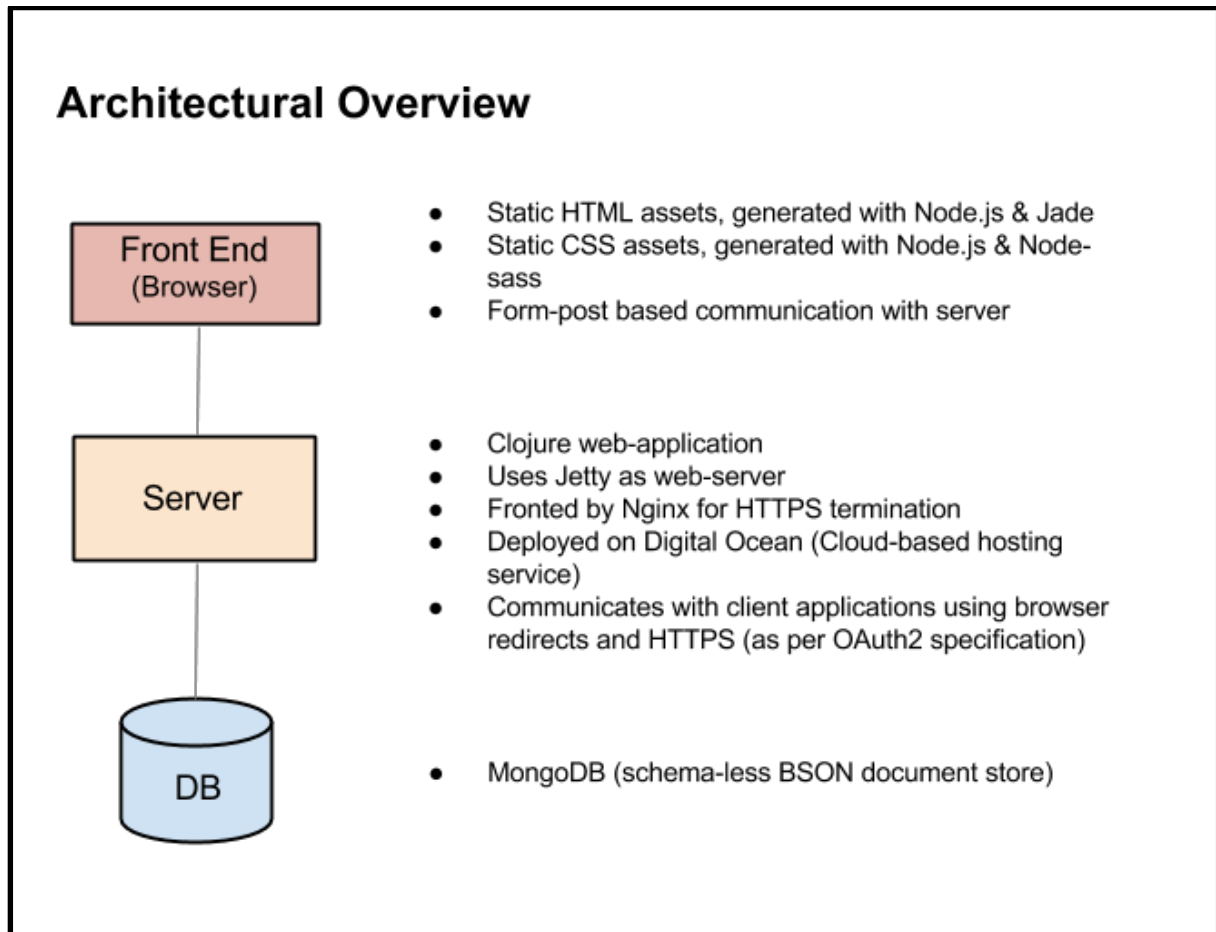 Architectural Overview
Front End
(Browser)
● Static HTML assets, generated with Node.js & Jade
● Static CSS assets, generated with Node.js & Node-
sass
● Form-post based communication with server
Server
● Clojure web-application
● Uses Jetty as web-server
● Fronted by Nginx for HTTPS termination
● Deployed on Digital Ocean (Cloud-based hosting
service)
● Communicates with client applications using browser
redirects and HTTPS (as per OAuth2 specification)
DB
● MongoDB (schema-less BSON document store)